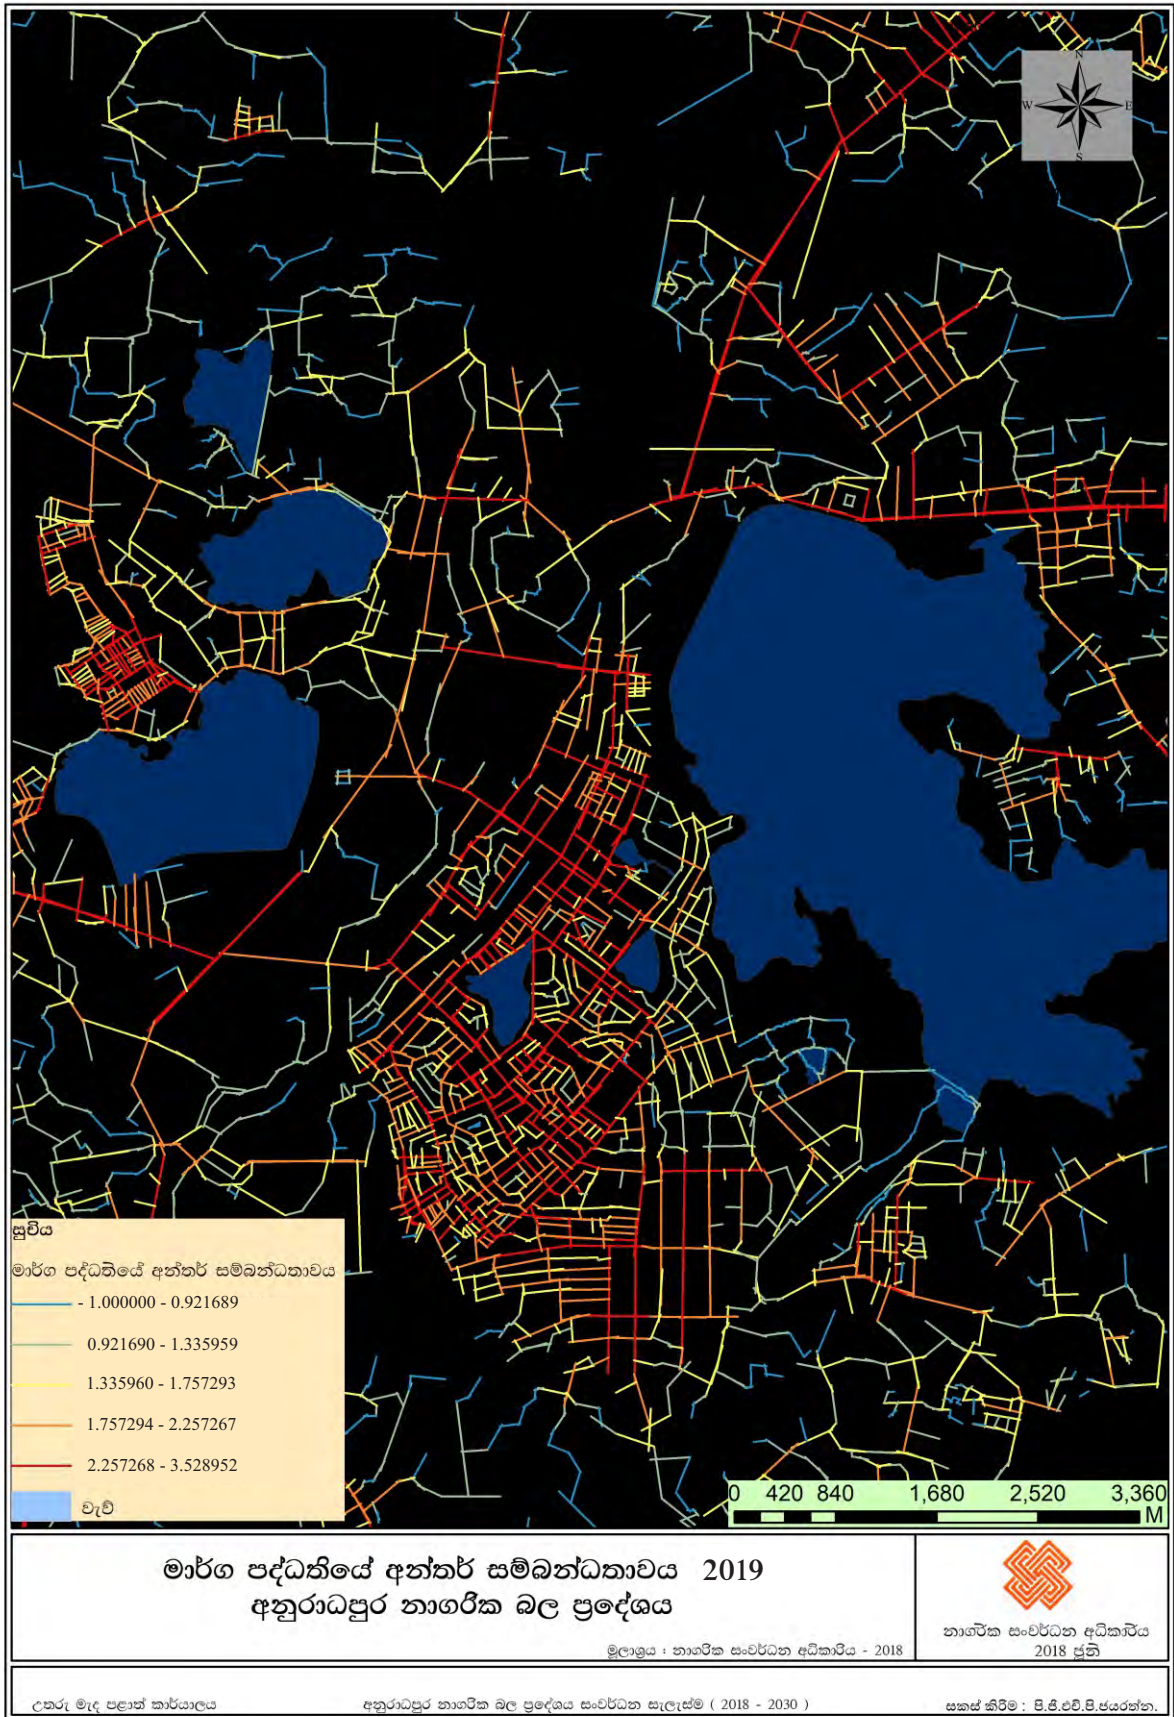 N
W E
S
සූචිය
මාර්ග පද්ධතියේ අන්තර් සම්බන්ධතාවය
- 1.000000 - 0.921689
0.921690 - 1.335959
1.335960 - 1.757293
1.757294 - 2.257267
2.257268 - 3.528952
වැව්
0 420 840 1,680 2,520 3,360
M
මාර්ග පද්ධතියේ අන්තර් සම්බන්ධතාවය 2019
අනුරාධපුර නාගරික බල ප්‍රදේශය
මූලාශ්‍රය : නාගරික සංවර්ධන අධිකාරිය - 2018
නාගරික සංවර්ධන අධිකාරිය
2018 ජූනි
උතරු මැද පළාත් කාර්යාලය අනුරාධපුර නාගරික බල ප්‍රදේශය සංවර්ධන සැලැස්ම ( 2018 - 2030 ) සකස් කිරීම : පී.ජී.එච්.පී.ජයරත්න.